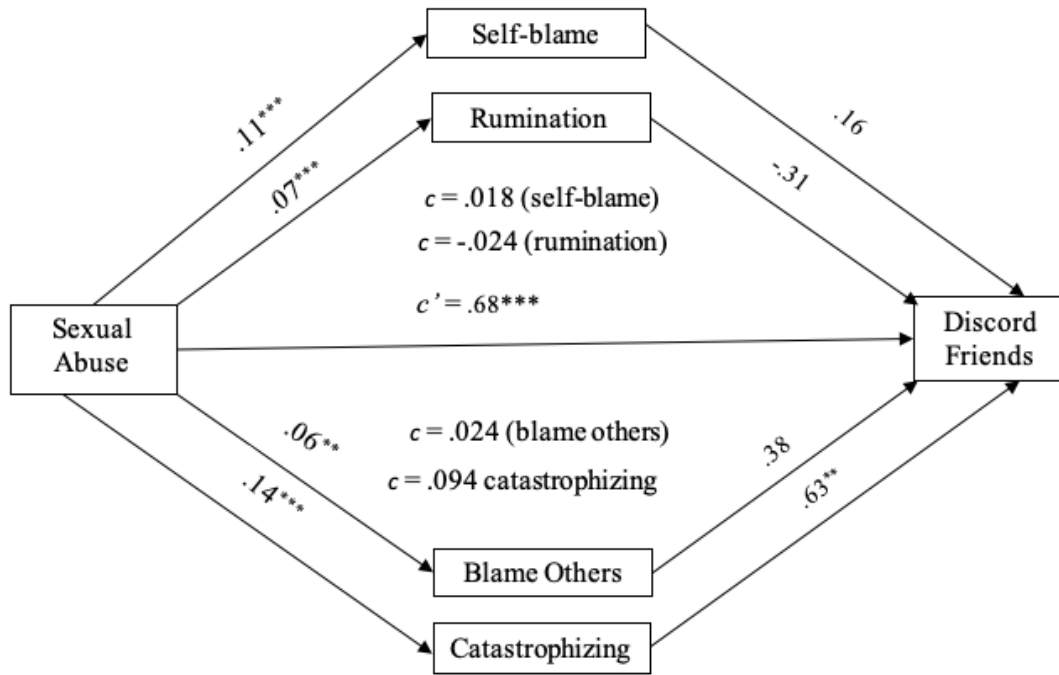 Self-blame
.11***
.16
Rumination
.07***
-.31
c = .018 (self-blame)
c = -.024 (rumination)
c’ = .68***
Sexual
Abuse
Discord
Friends
.06**
c = .024 (blame others)
.38
.14***
c = .094 catastrophizing
.63**
Blame Others
Catastrophizing